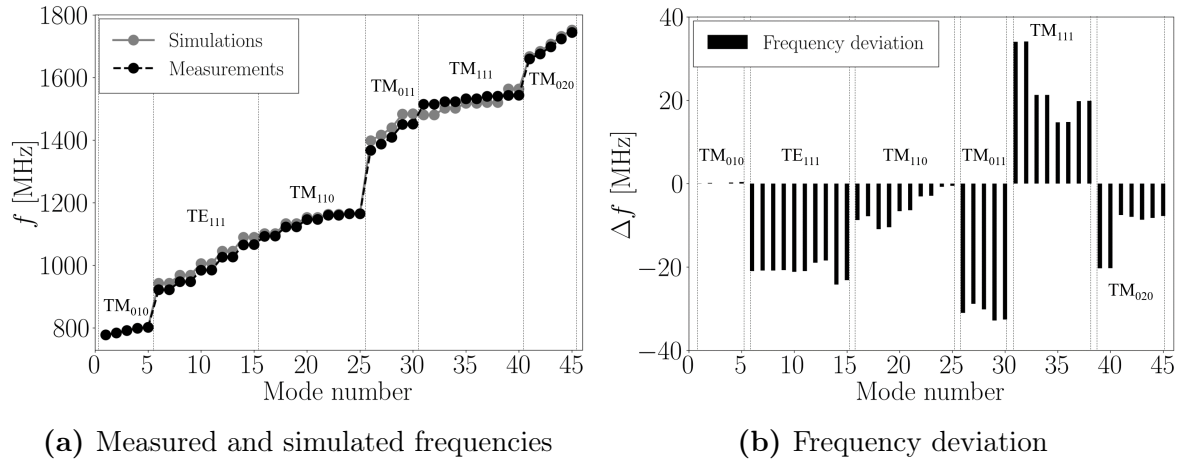 1800
1600
1400
1200
1000
800
f [MHz]
Simulations
Measurements
TM010
TE111
TM110
TM011
TM111
TM020
0 5 10 15 20 25 30 35 40 45
Mode number
(a) Measured and simulated frequencies
40
20
0
−20
−40
Δf [MHz]
Frequency deviation
TM111
TM010
TE111
TM110
TM011
TM020
0 5 10 15 20 25 30 35 40 45
Mode number
(b) Frequency deviation